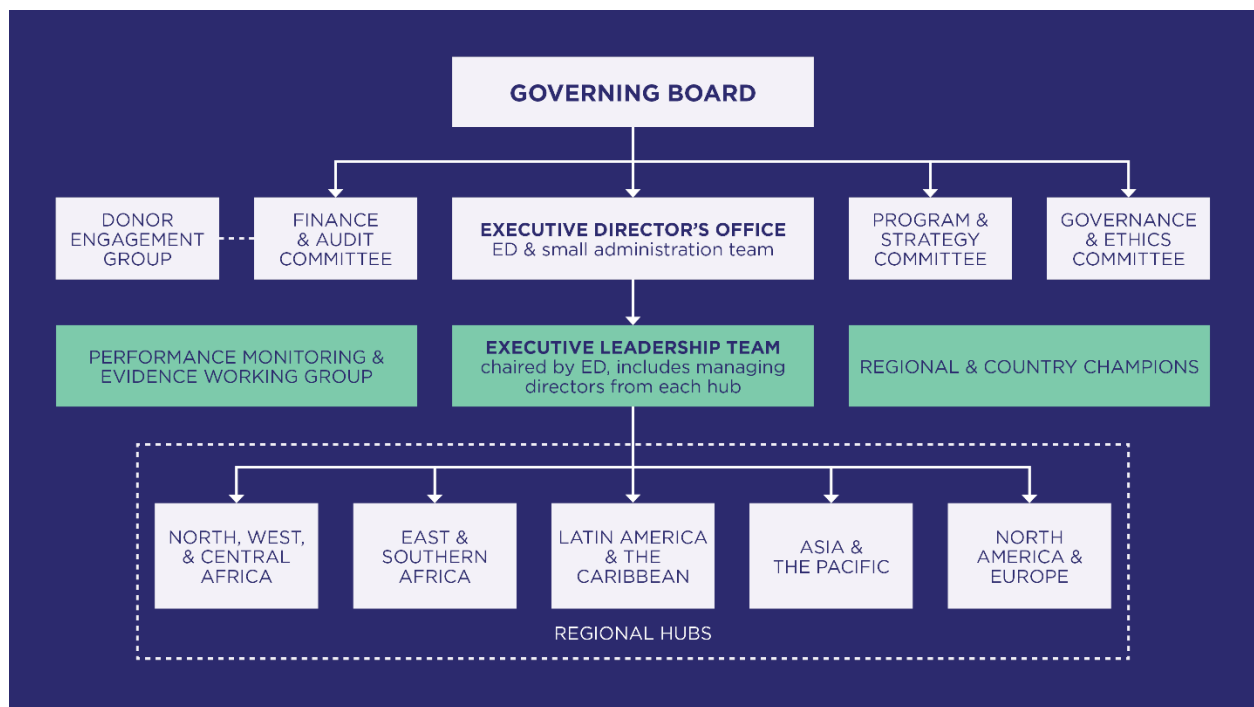 GOVERNING BOARD
DONOR
ENGAGEMENT
GROUP
FINANCE
& AUDIT
COMMITTEE
EXECUTIVE DIRECTOR’S OFFICE
ED & small administration team
PROGRAM &
STRATEGY
COMMITTEE
GOVERNANCE
& ETHICS
COMMITTEE
PERFORMANCE MONITORING &
EVIDENCE WORKING GROUP
EXECUTIVE LEADERSHIP TEAM
chaired by ED, includes managing
directors from each hub
REGIONAL & COUNTRY CHAMPIONS
NORTH, WEST,
& CENTRAL
AFRICA
EAST &
SOUTHERN
AFRICA
LATIN AMERICA
& THE
CARIBBEAN
ASIA &
THE PACIFIC
NORTH
AMERICA &
EUROPE
REGIONAL HUBS